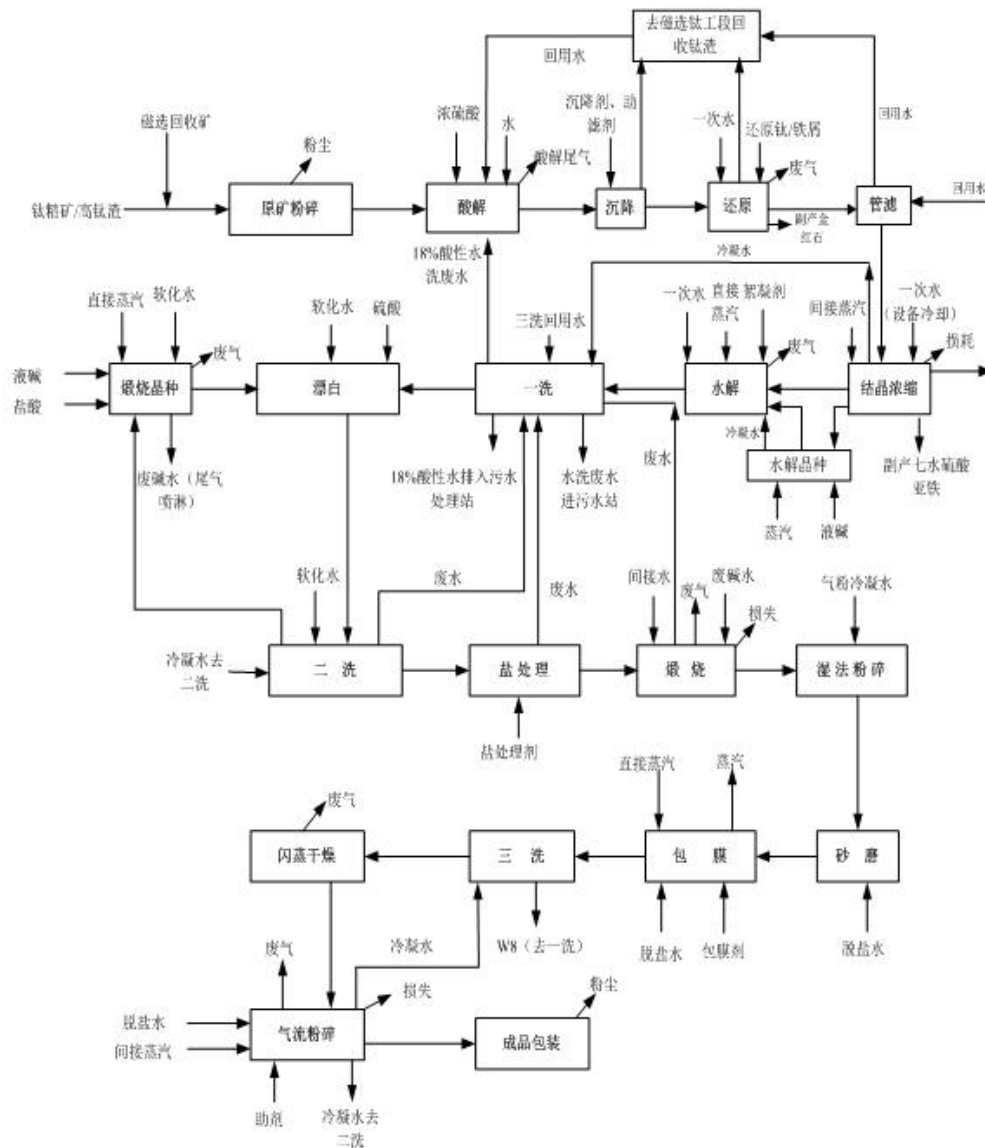 去磁选钛工段回
收钛渣
回用水
磁选回收矿
浓硫酸
水
沉降剂、助
滤剂
一次水
还原钛/铁屑
回用水
粉尘
酸解尾气
废气
钛精矿/高钛渣
原矿粉碎
酸解
沉降
还原
管滤
回用水
副产金
红石
18%酸性水
洗废水
冷凝水
直接蒸汽
软化水
软化水
硫酸
三洗回用水
一次水
直接
蒸汽
絮凝剂
间接蒸汽
一次水
(设备冷却)
废气
废气
损耗
液碱
盐酸
煅烧晶种
漂白
一洗
水解
结晶浓缩
冷凝水
水解晶种
废碱水（尾气
喷淋）
18%酸性水排入污水
处理站
水洗废水
进污水站
废水
副产七水硫酸
亚铁
蒸汽
液碱
软化水
废水
废水
间接水
废气
废碱水
损失
气粉冷凝水
冷凝水去
二洗
二 洗
盐处理
煅 烧
湿法粉碎
盐处理剂
直接蒸汽
蒸汽
废气
闪蒸干燥
三 洗
包 膜
砂 磨
W8（去一洗）
脱盐水
包膜剂
脱盐水
废气
冷凝水
损失
粉尘
脱盐水
间接蒸汽
气流粉碎
成品包装
助剂
冷凝水去
二洗